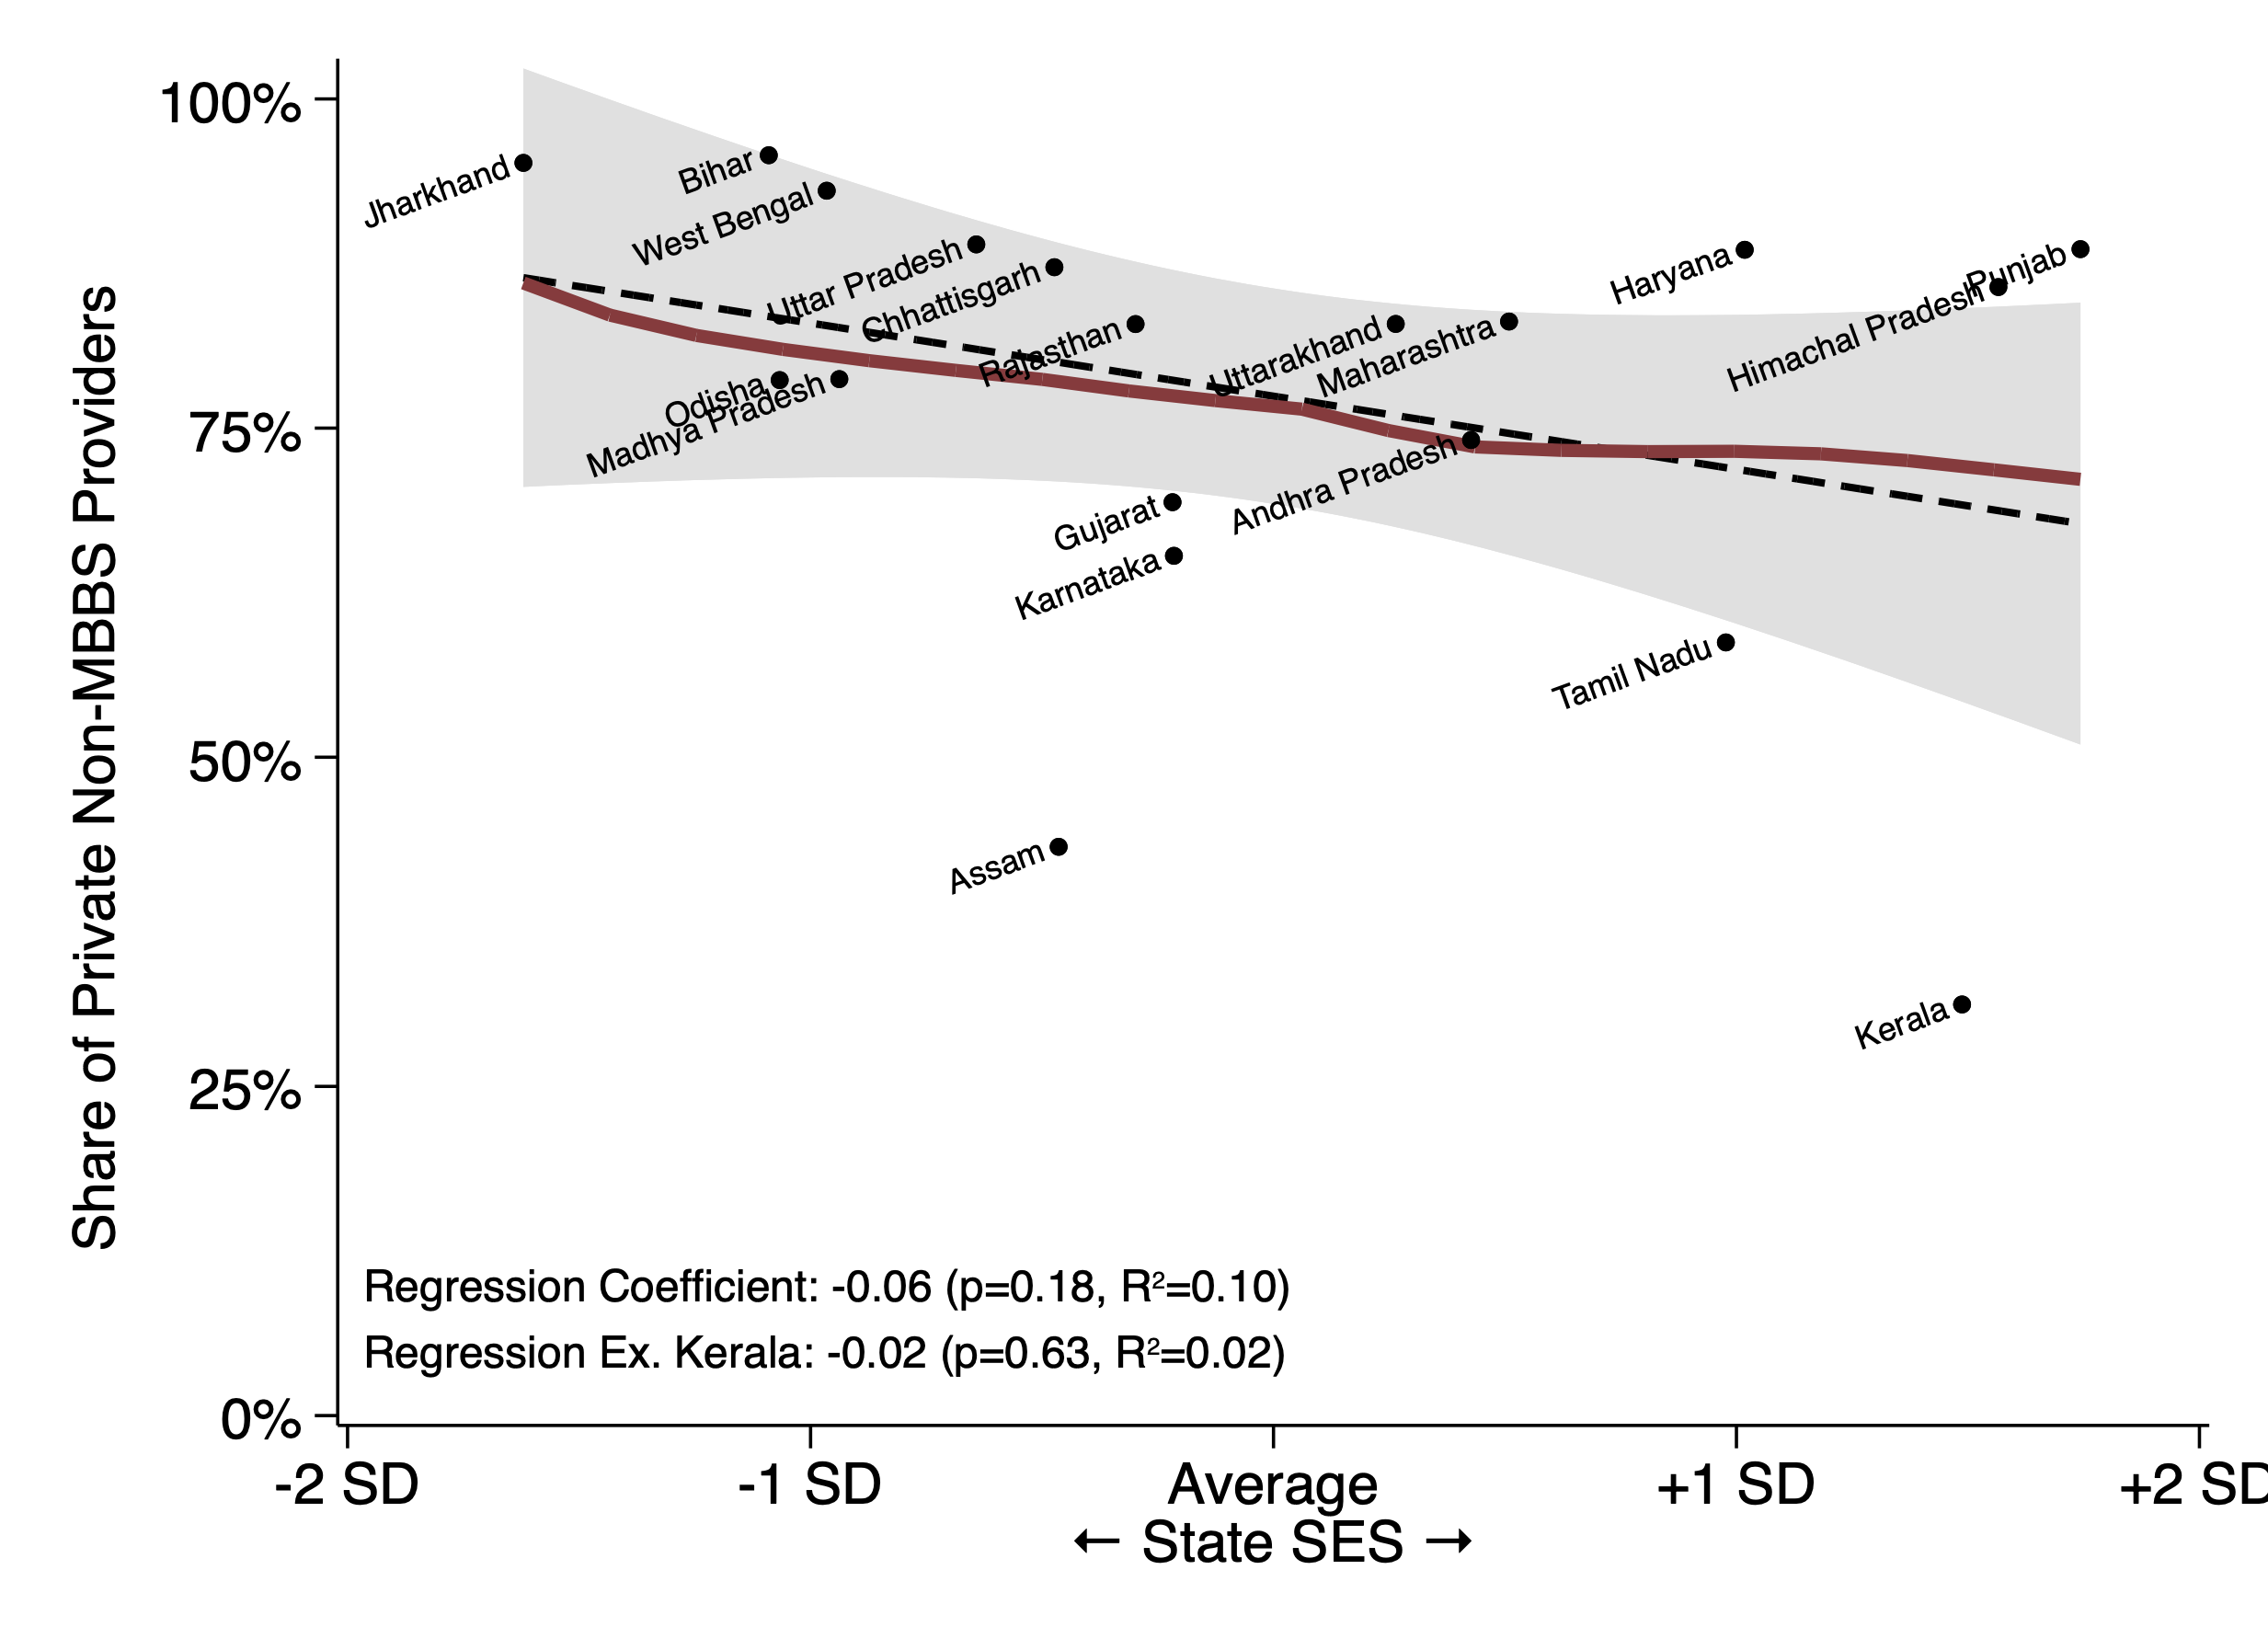 Share of Private Non-MBBS Providers
100%
75%
50%
25%
0%
Jharkhand
Bihar
West Bengal
Uttar Pradesh
Chhattisgarh
Rajasthan
Uttarakhand
Maharashtra
Haryana
Punjab
Himachal Pradesh
Odisha
Madhya Pradesh
Andhra Pradesh
Gujarat
Karnataka
Tamil Nadu
Assam
Kerala
Regression Coefficient: -0.06 (p=0.18, R²=0.10)
Regression Ex. Kerala: -0.02 (p=0.63, R²=0.02)
-2 SD
-1 SD
Average
+1 SD
+2 SD
← State SES →